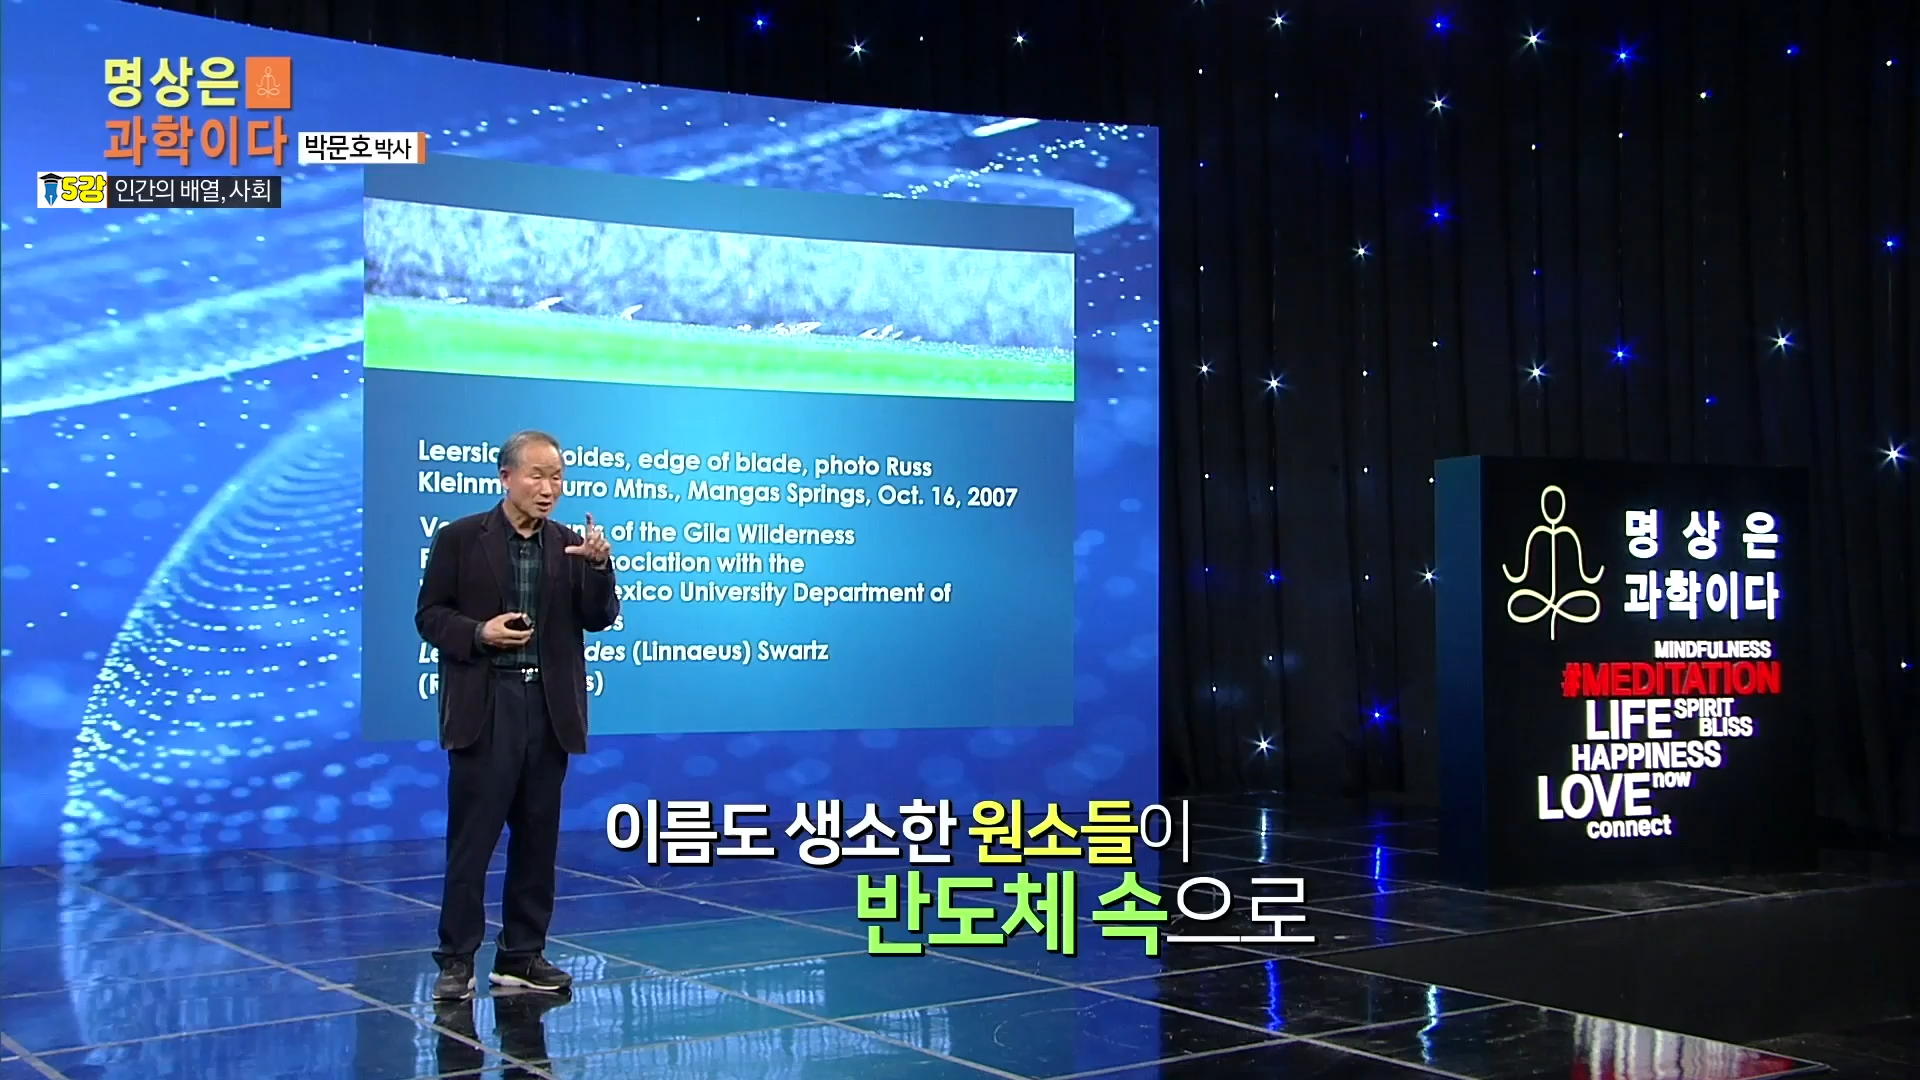 명상은
과학이다
박문호 박사
5강 인간의 배열, 사회
oides, edge of blade, photo Russ
urro Mtns., Mangas Springs, Oct. 16, 2007
of the Gila Wilderness
sociation with the
exico University Department of
(Linnaeus) Swartz
명상은
과학이다
MINDFULNESS
#MEDITATION
LIFE SPIRIT
BLISS
HAPPINESS
LOVE now
connect
이름도 생소한 원소들이
반도체 속으로